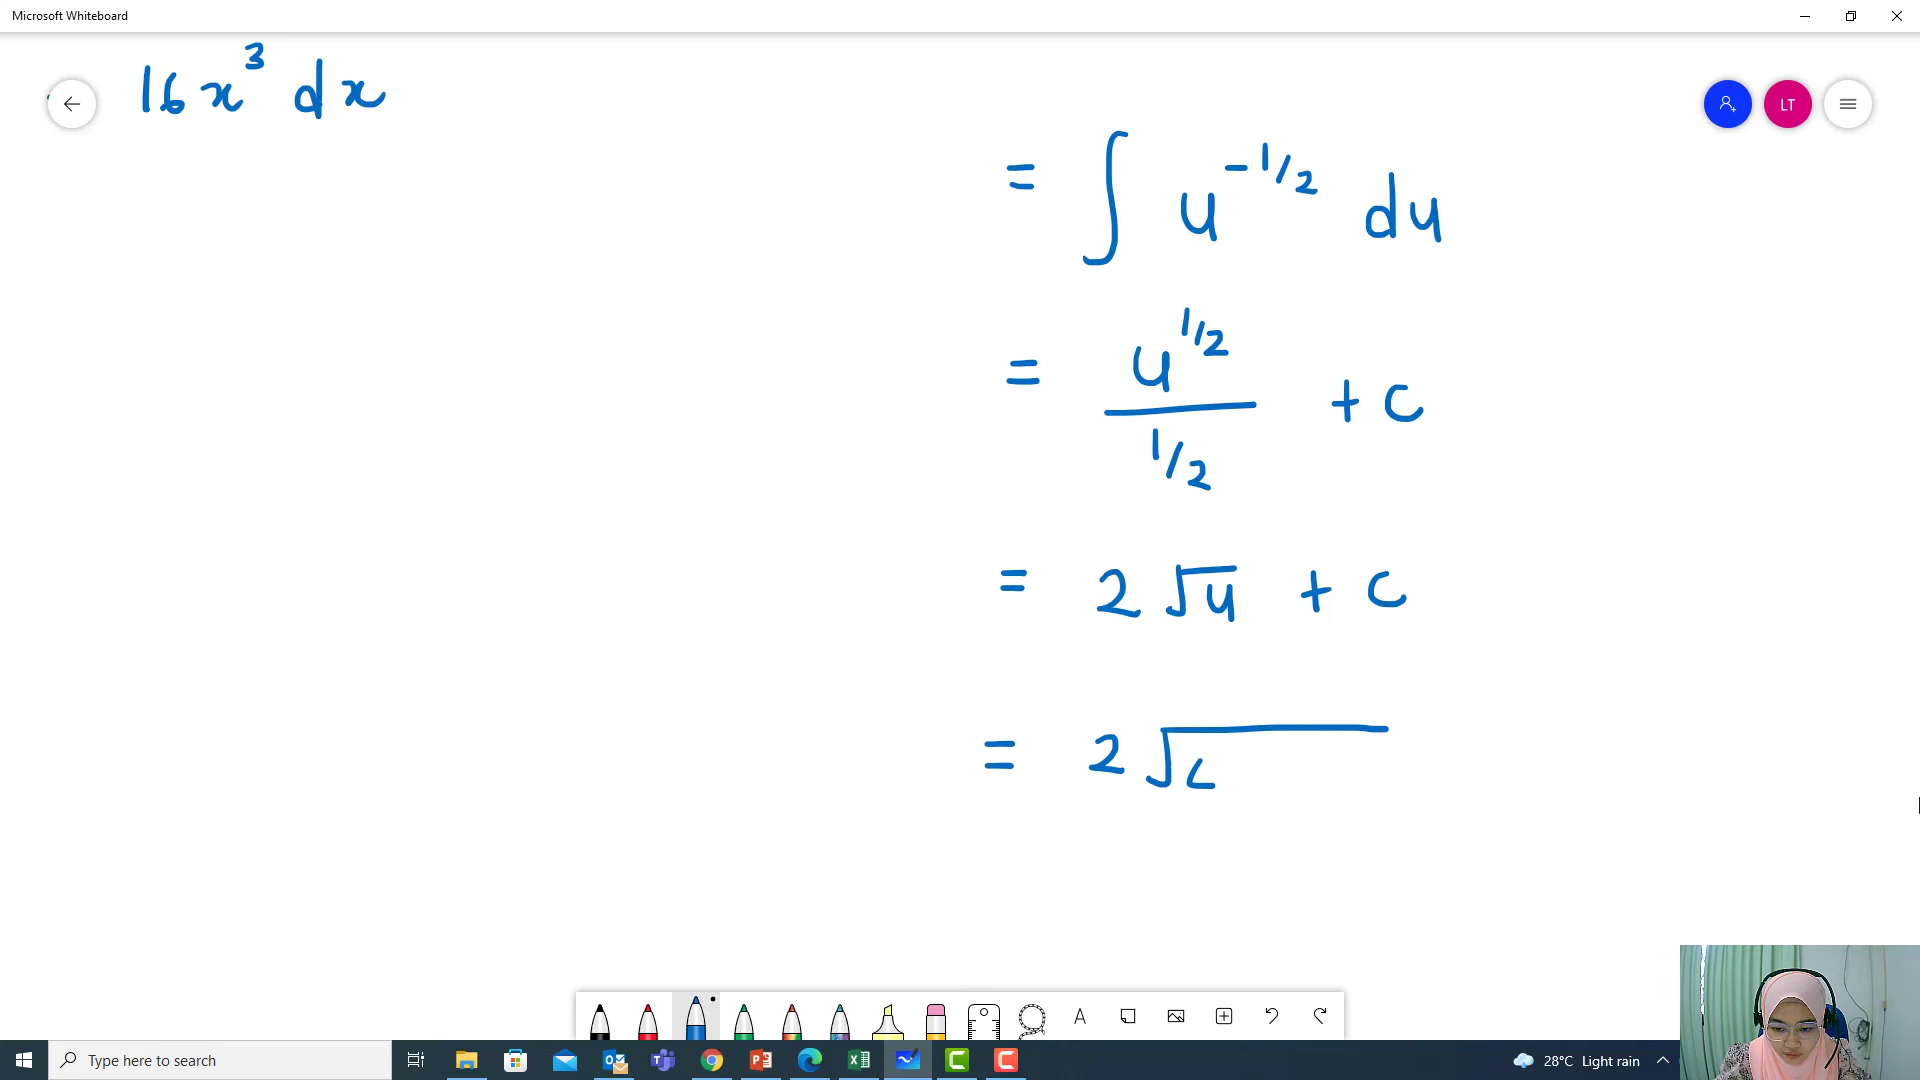 Microsoft Whiteboard
16x³ dx
LT
= ∫ u^{-1/2} du
= u^{1/2} / 1/2 + c
= 2 √u + c
= 2 √
A
Type here to search
28°C Light rain